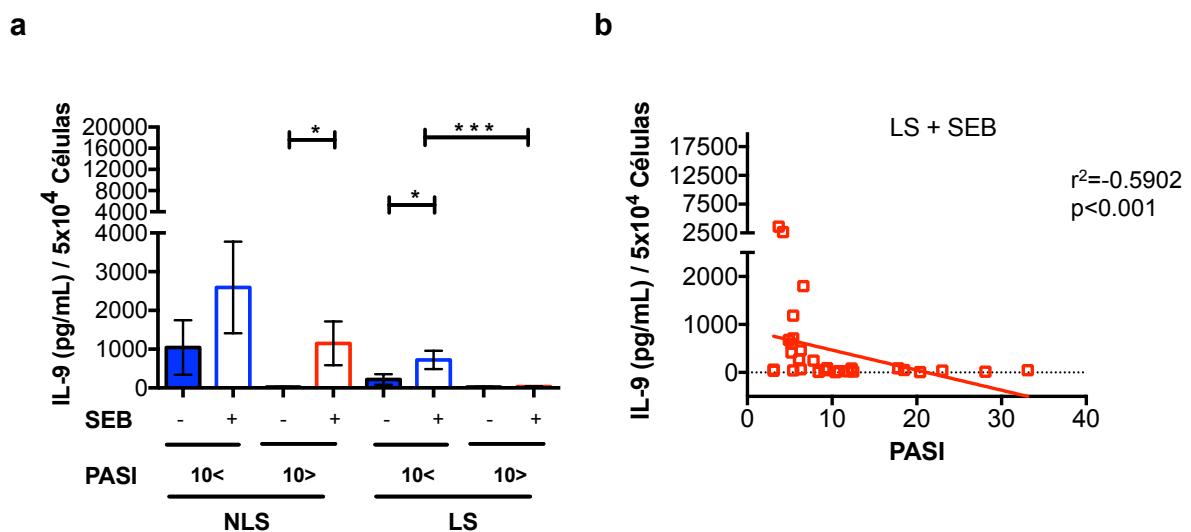 a
IL-9 (pg/mL) / 5x10⁴ Células
20000
16000
12000
8000
4000
4000
3000
2000
1000
0
*
***
*
SEB - + - + - + - +
PASI 10< 10> 10< 10>
NLS LS
b
LS + SEB
r²=-0.5902
p<0.001
IL-9 (pg/mL) / 5x10⁴ Células
17500
12500
7500
2500
2000
1000
0
0 10 20 30 40
PASI